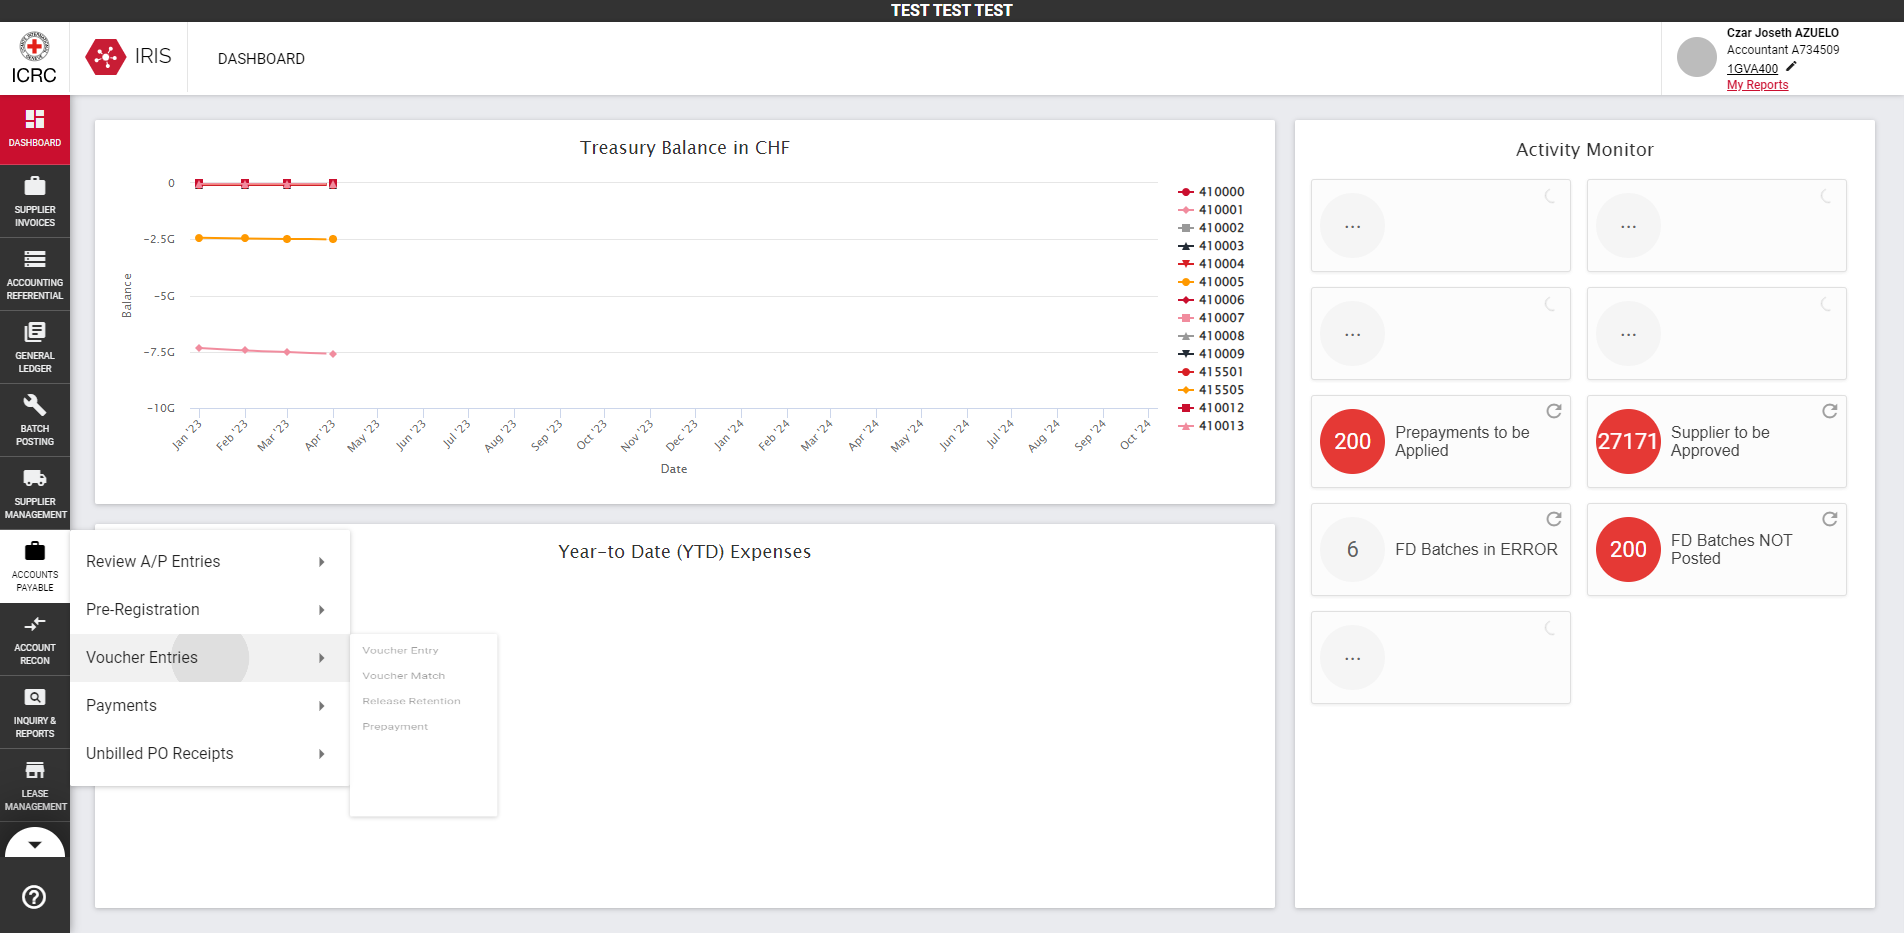 TEST TEST TEST
ICRC
IRIS
DASHBOARD
Czar Joseth AZUELO
Accountant A734509
1GVA400
My Reports
DASHBOARD
SUPPLIER
INVOICES
ACCOUNTING
REFERENTIAL
GENERAL
LEDGER
BATCH
POSTING
SUPPLIER
MANAGEMENT
ACCOUNTS
PAYABLE
ACCOUNT
RECON
INQUIRY &
REPORTS
LEASE
MANAGEMENT
Review A/P Entries
Pre-Registration
Voucher Entries
Payments
Unbilled PO Receipts
Voucher Entry
Voucher Match
Release Retention
Prepayment
Treasury Balance in CHF
Balance
0
−2.5G
−5G
−7.5G
−10G
Jan '23
Feb '23
Mar '23
Apr '23
May '23
Jun '23
Jul '23
Aug '23
Sep '23
Oct '23
Nov '23
Dec '23
Jan '24
Feb '24
Mar '24
Apr '24
May '24
Jun '24
Jul '24
Aug '24
Sep '24
Oct '24
Date
410000
410001
410002
410003
410004
410005
410006
410007
410008
410009
415501
415505
410012
410013
Year-to Date (YTD) Expenses
Activity Monitor
...
...
...
...
200
Prepayments to be
Applied
27171
Supplier to be
Approved
6
FD Batches in ERROR
200
FD Batches NOT
Posted
...